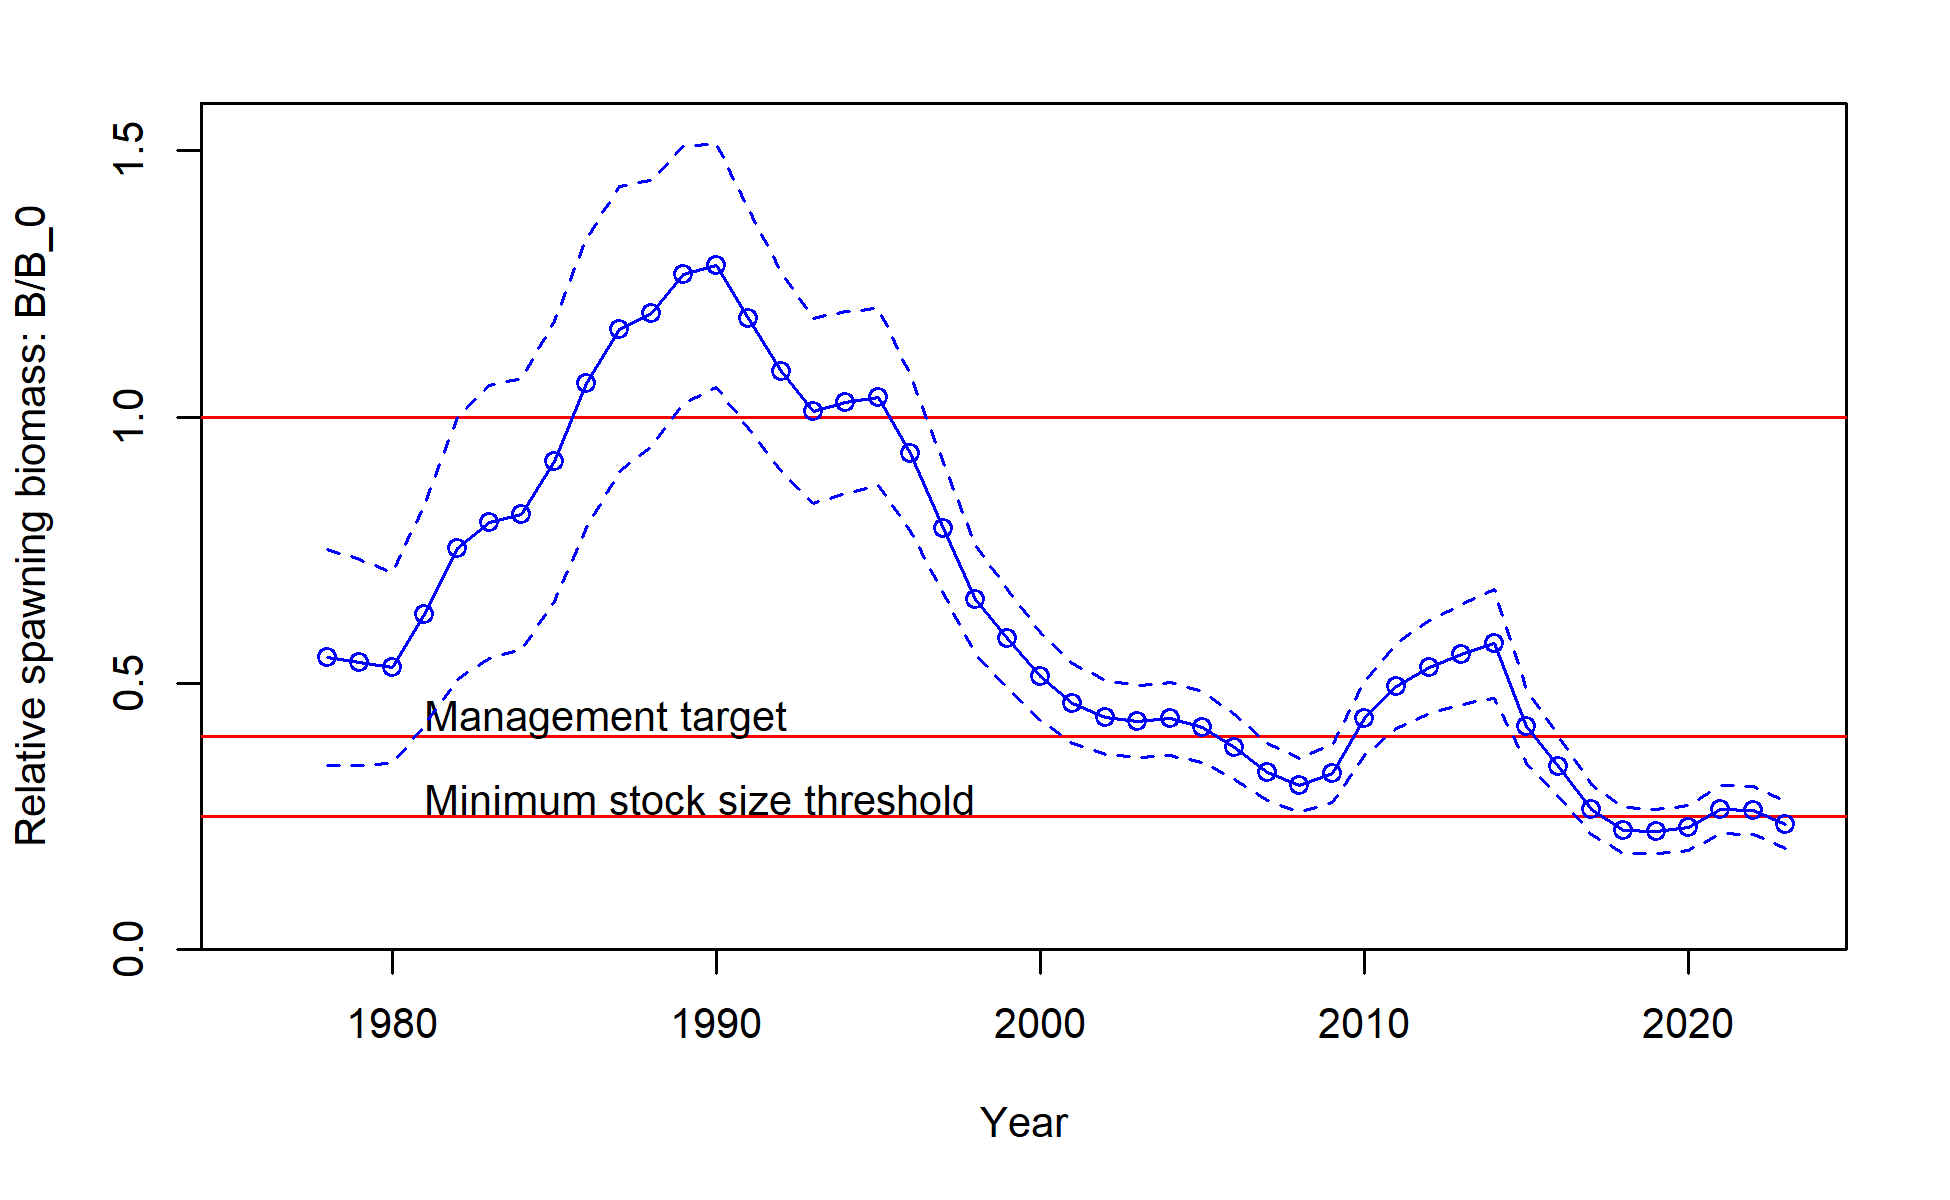 Relative spawning biomass: B/B_0
1.5
1.0
0.5
0.0
Management target
Minimum stock size threshold
1980 1990 2000 2010 2020
Year